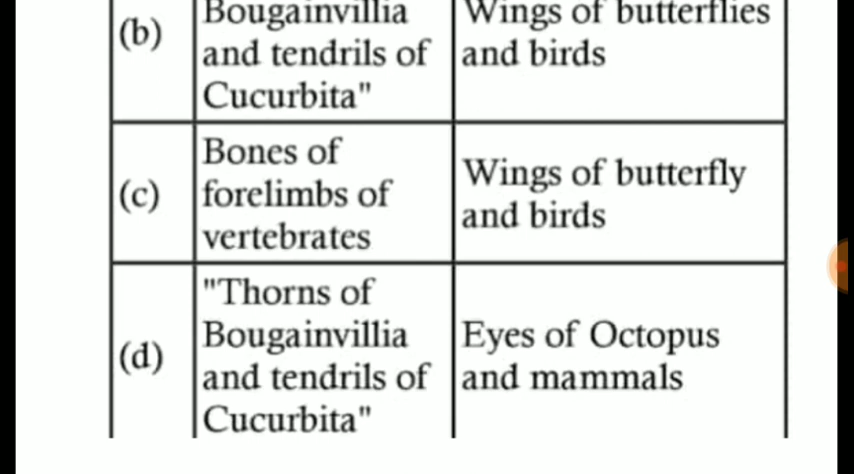 (b)
Bougainvillia
and tendrils of
Cucurbita"
Wings of butterflies
and birds
(c)
Bones of
forelimbs of
vertebrates
Wings of butterfly
and birds
(d)
"Thorns of
Bougainvillia
and tendrils of
Cucurbita"
Eyes of Octopus
and mammals